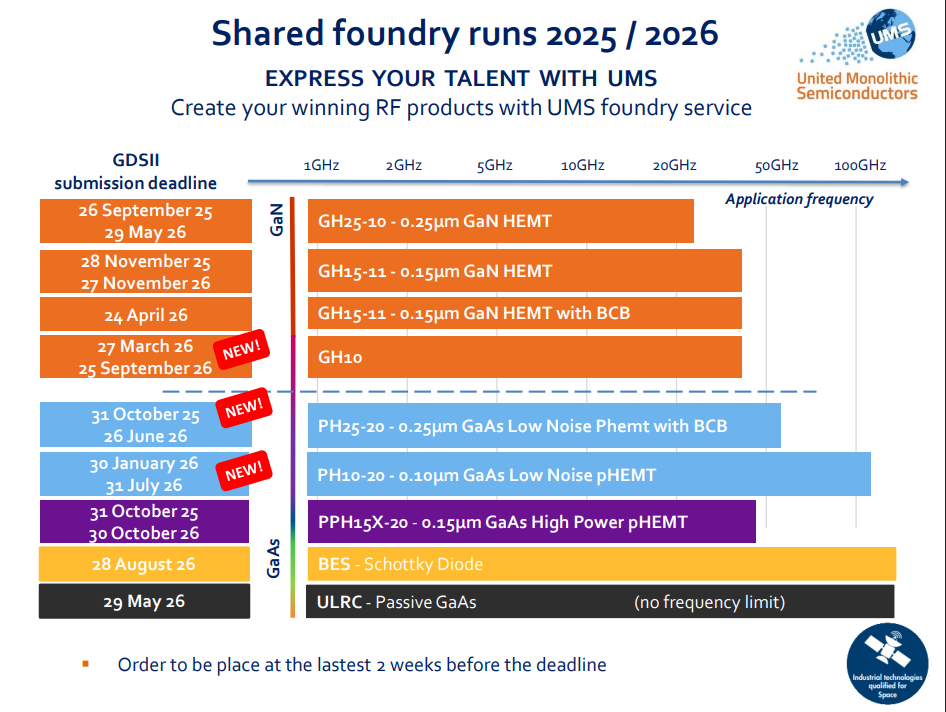 Shared foundry runs 2025 / 2026
UMS
United Monolithic
Semiconductors
EXPRESS YOUR TALENT WITH UMS
Create your winning RF products with UMS foundry service
GDSII
submission deadline
1GHz 2GHz 5GHz 10GHz 20GHz 50GHz 100GHz
Application frequency
GaN
26 September 25
29 May 26
GH25-10 - 0.25µm GaN HEMT
28 November 25
27 November 26
GH15-11 - 0.15µm GaN HEMT
24 April 26
GH15-11 - 0.15µm GaN HEMT with BCB
27 March 26
25 September 26
NEW!
GH10
31 October 25
26 June 26
NEW!
PH25-20 - 0.25µm GaAs Low Noise Phemt with BCB
30 January 26
31 July 26
NEW!
PH10-20 - 0.10µm GaAs Low Noise pHEMT
31 October 25
30 October 26
PPH15X-20 - 0.15µm GaAs High Power pHEMT
GaAs
28 August 26
BES - Schottky Diode
29 May 26
ULRC - Passive GaAs (no frequency limit)
Order to be place at the lastest 2 weeks before the deadline
Industrial technologies
qualified for
Space